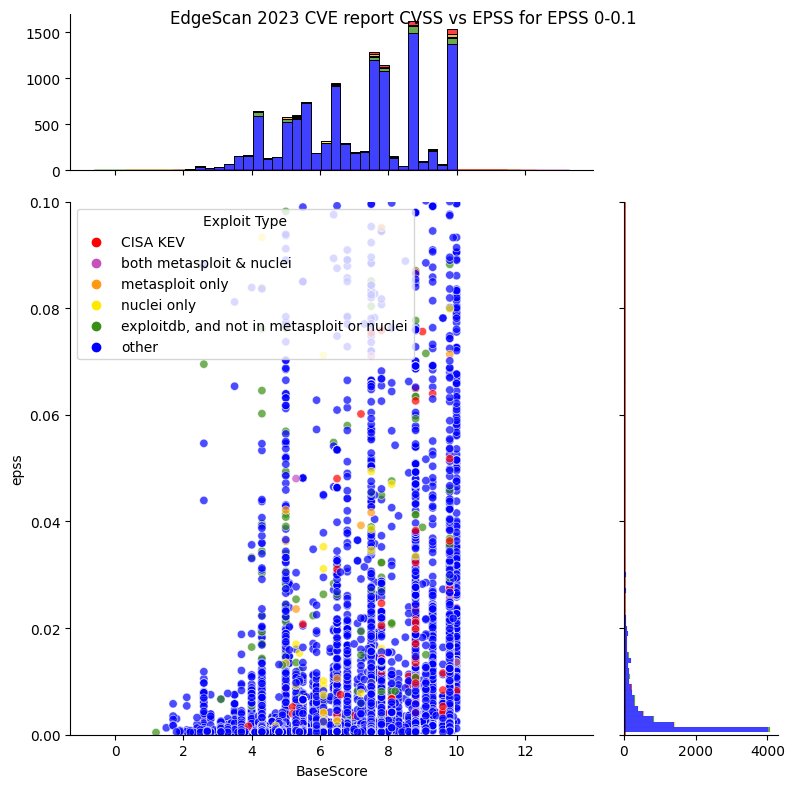 EdgeScan 2023 CVE report CVSS vs EPSS for EPSS 0-0.1
1500
1000
500
0
0.10
0.08
0.06
0.04
0.02
0.00
epss
Exploit Type
CISA KEV
both metasploit & nuclei
metasploit only
nuclei only
exploitdb, and not in metasploit or nuclei
other
0 2 4 6 8 10 12
BaseScore
0 2000 4000